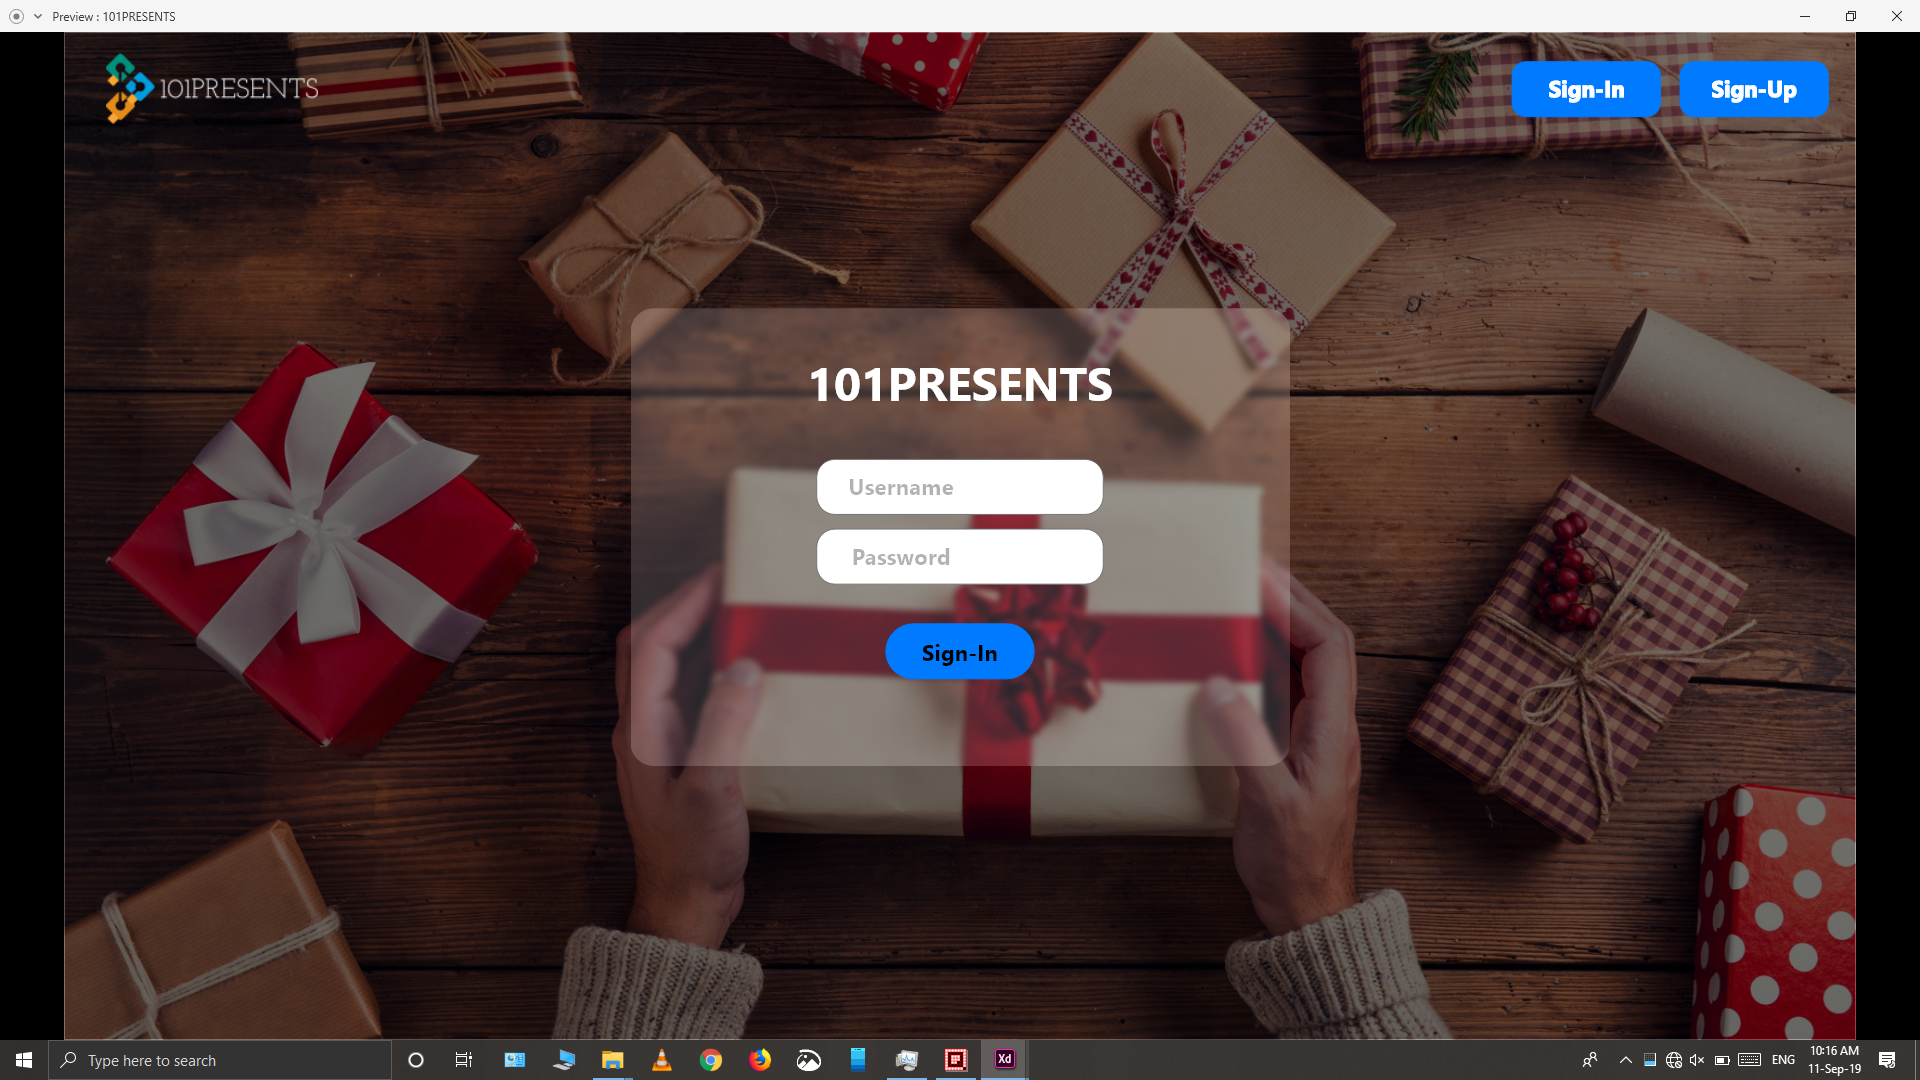 Preview : 101PRESENTS
101PRESENTS
Sign-In
Sign-Up
101PRESENTS
Username
Password
Sign-In
Type here to search
Xd
ENG
10:16 AM
11-Sep-19